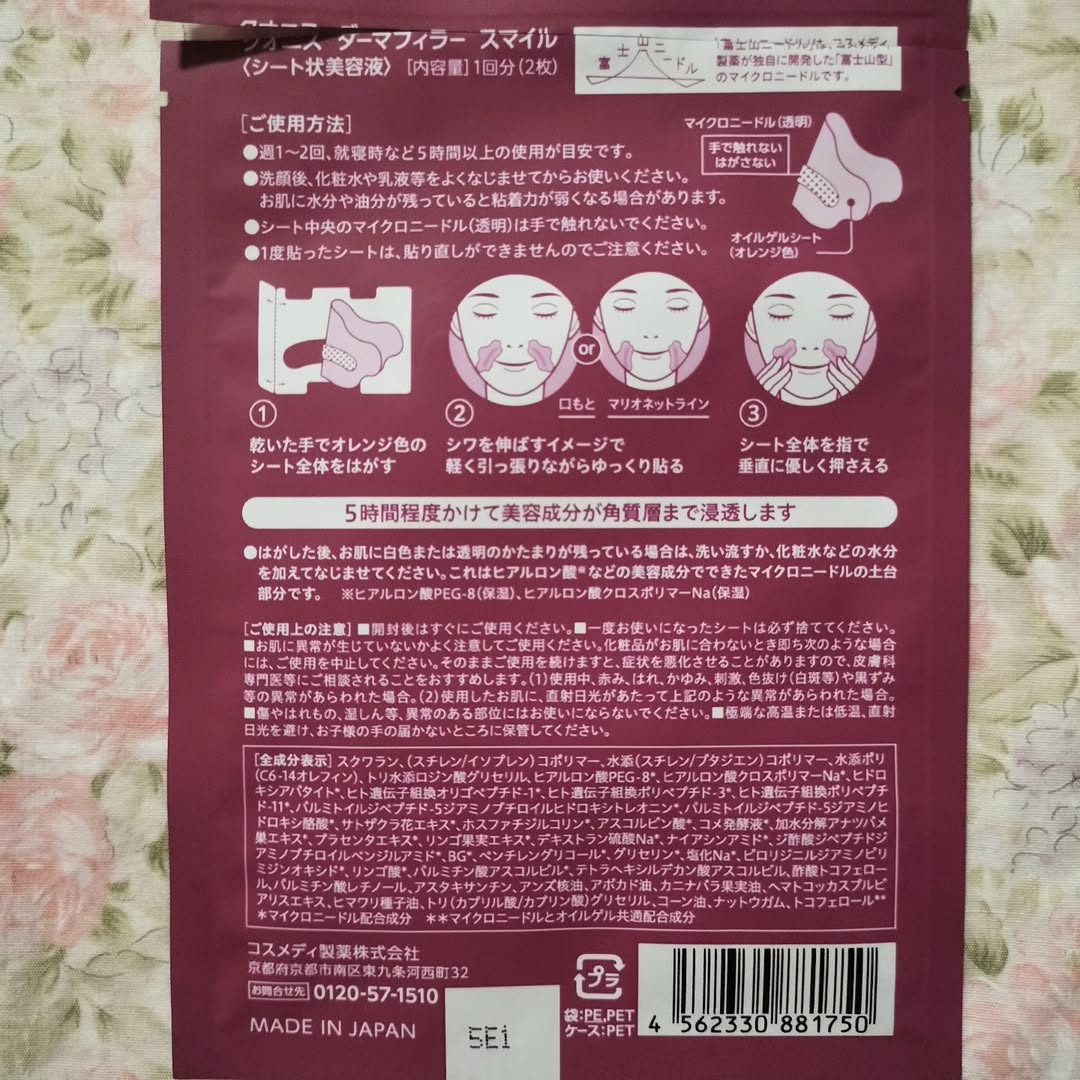 クオニス ダーマフィラー スマイル
〈シート状美容液〉 [内容量]1回分(2枚)
富士山ニードル
「富士山ニードル」は、コスメディ
製薬が独自に開発した「富士山型」
のマイクロニードルです。
[ご使用方法]
●週1〜2回、就寝時など5時間以上の使用が目安です。
●洗顔後、化粧水や乳液等をよくなじませてからお使いください。
お肌に水分や油分が残っていると粘着力が弱くなる場合があります。
●シート中央のマイクロニードル(透明)は手で触れないでください。
●1度貼ったシートは、貼り直しができませんのでご注意ください。
マイクロニードル(透明)
手で触れない
はがさない
オイルゲルシート
(オレンジ色)
or
口もと マリオネットライン
①
乾いた手でオレンジ色の
シート全体をはがす
②
シワを伸ばすイメージで
軽く引っ張りながらゆっくり貼る
③
シート全体を指で
垂直に優しく押さえる
5時間程度かけて美容成分が角質層まで浸透します
●はがした後、お肌に白色または透明のかたまりが残っている場合は、洗い流すか、化粧水などの水分
を加えてなじませてください。これはヒアルロン酸※などの美容成分でできたマイクロニードルの土台
部分です。 ※ヒアルロン酸PEG-8(保湿)、ヒアルロン酸クロスポリマーNa(保湿)
[ご使用上の注意] ■開封後はすぐにご使用ください。■一度お使いになったシートは必ず捨ててください。
■お肌に異常が生じていないかよく注意してご使用ください。化粧品がお肌に合わないとき即ち次のような場合
には、ご使用を中止してください。そのままご使用を続けますと、症状を悪化させることがありますので、皮膚科
専門医等にご相談されることをおすすめします。(1)使用中、赤み、はれ、かゆみ、刺激、色抜け(白斑等)や黒ずみ
等の異常があらわれた場合。(2)使用したお肌に、直射日光があたって上記のような異常があらわれた場合。
■傷やはれもの、湿しん等、異常のある部位にはお使いにならないでください。■極端な高温または低温、直射
日光を避け、お子様の手の届かないところに保管してください。
[全成分表示] スクワラン、(スチレン/イソプレン)コポリマー、水添(スチレン/ブタジエン)コポリマー、水添ポリ
(C6-14オレフィン)、トリ水添ロジン酸グリセリル、ヒアルロン酸PEG-8*、ヒアルロン酸クロスポリマーNa*、ヒドロ
キシアパタイト*、ヒト遺伝子組換オリゴペプチド-1*、ヒト遺伝子組換ポリペプチド-3*、ヒト遺伝子組換ポリペプチ
ド-11*、パルミトイルジペプチド-5ジアミノブチロイルヒドロキシトレオニン*、パルミトイルジペプチド-5ジアミノヒ
ドロキシ酪酸*、サトザクラ花エキス*、ホスファチジルコリン*、アスコルビン酸*、コメ発酵液*、加水分解アナツバメ
巣エキス*、プラセンタエキス*、リンゴ果実エキス*、デキストラン硫酸Na*、ナイアシンアミド*、ジ酢酸ジペプチドジ
アミノブチロイルベンジルアミド*、BG*、ペンチレングリコール*、グリセリン*、塩化Na*、ピロリジニルジアミノピリ
ミジンオキシド*、リンゴ酸*、パルミチン酸アスコルビル*、テトラヘキシルデカン酸アスコルビル、酢酸トコフェロー
ル、パルミチン酸レチノール、アスタキサンチン、アンズ核油、アボカド油、カニナバラ果実油、ヘマトコッカスプルビ
アリスエキス、ヒマワリ種子油、トリ(カプリル酸/カプリン酸)グリセリル、コーン油、ナットウガム、トコフェロール**
*マイクロニードル配合成分 **マイクロニードルとオイルゲル共通配合成分
コスメディ製薬株式会社
京都府京都市南区東九条河西町32
お問合せ先 0120-57-1510
MADE IN JAPAN
5E1
プラ
袋:PE,PET
ケース:PET
4 562330 881750